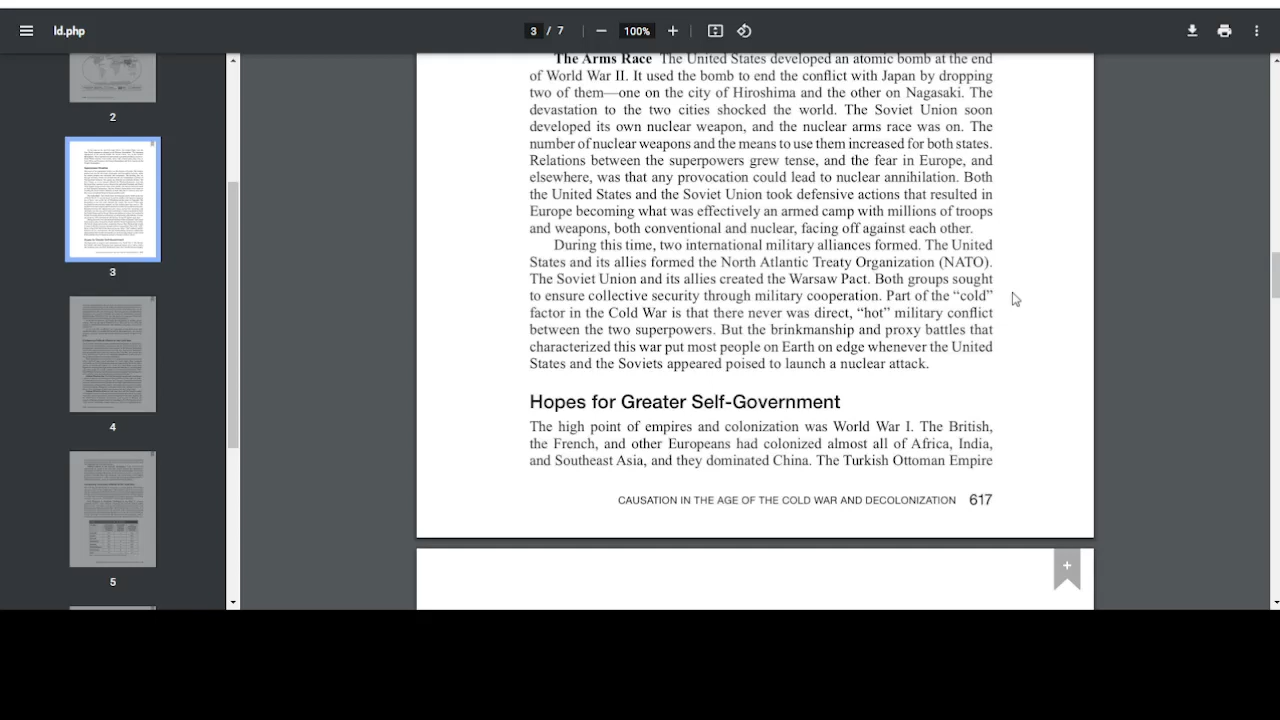 ld.php
3 / 7
100%
The Arms Race The United States developed an atomic bomb at the end
of World War II. It used the bomb to end the conflict with Japan by dropping
two of them—one on the city of Hiroshima and the other on Nagasaki. The
devastation to the two cities shocked the world. The Soviet Union soon
developed its own nuclear weapon, and the nuclear arms race was on. The
number of nuclear weapons and the means to use them increased for both states.
Relations between the superpowers grew tense, and the fear in Europe, and
elsewhere, was that any provocation could lead to nuclear annihilation. Both
the United States and the Soviet Union took defensive actions that resulted in
Europe becoming what was effectively an armed camp with millions of troops
and weapons, both conventional and nuclear, facing off against each other.
During this time, two international military alliances formed. The United
States and its allies formed the North Atlantic Treaty Organization (NATO).
The Soviet Union and its allies created the Warsaw Pact. Both groups sought
to ensure collective security through military cooperation. Part of the “cold”
factor in the Cold War is that there never was direct, “hot” military conflict
between the two superpowers. But the brinkmanship and proxy battles that
characterized this war put most people on Earth on edge whenever the United
States and the Soviets appeared poised to launch a nuclear attack.
Hopes for Greater Self-Government
The high point of empires and colonization was World War I. The British,
the French, and other Europeans had colonized almost all of Africa, India,
and Southeast Asia, and they dominated China. The Turkish Ottoman Empire
CAUSATION IN THE AGE OF THE COLD WAR AND DECOLONIZATION 617
2
3
4
5